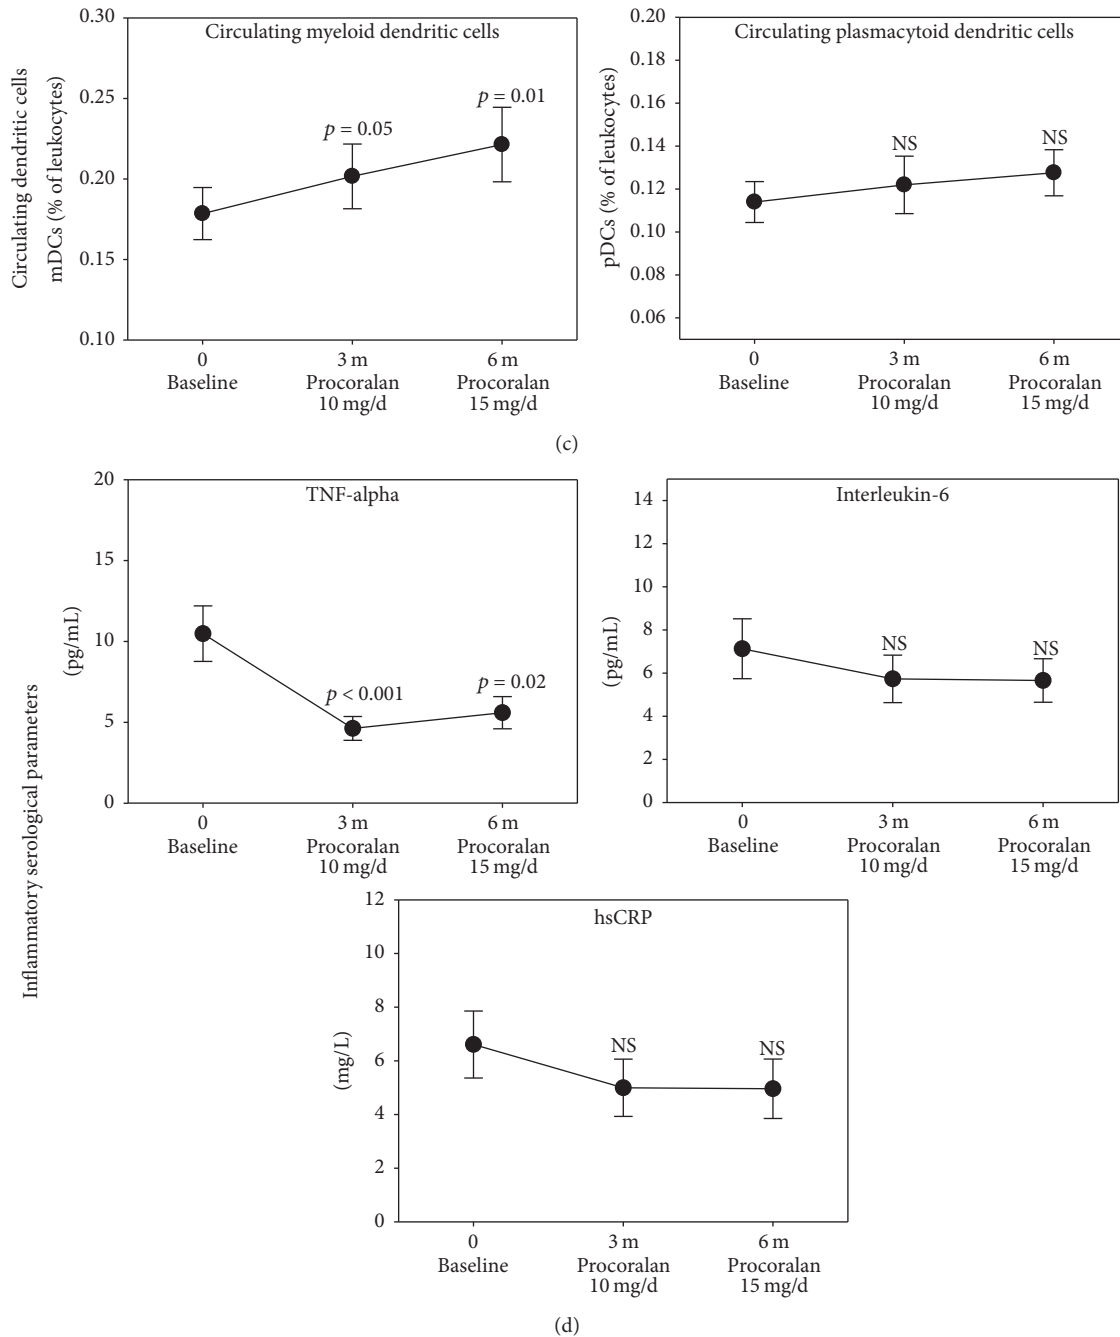 Circulating dendritic cells
mDCs (% of leukocytes)
0.30
0.25
0.20
0.15
0.10
Circulating myeloid dendritic cells
p = 0.05
p = 0.01
0
Baseline
3 m
Procoralan
10 mg/d
6 m
Procoralan
15 mg/d
pDCs (% of leukocytes)
0.20
0.18
0.16
0.14
0.12
0.10
0.08
0.06
Circulating plasmacytoid dendritic cells
NS
NS
0
Baseline
3 m
Procoralan
10 mg/d
6 m
Procoralan
15 mg/d
(c)
Inflammatory serological parameters
(pg/mL)
20
15
10
5
0
TNF-alpha
p < 0.001
p = 0.02
0
Baseline
3 m
Procoralan
10 mg/d
6 m
Procoralan
15 mg/d
(pg/mL)
14
12
10
8
6
4
2
0
Interleukin-6
NS
NS
0
Baseline
3 m
Procoralan
10 mg/d
6 m
Procoralan
15 mg/d
(mg/L)
12
10
8
6
4
2
0
hsCRP
NS
NS
0
Baseline
3 m
Procoralan
10 mg/d
6 m
Procoralan
15 mg/d
(d)